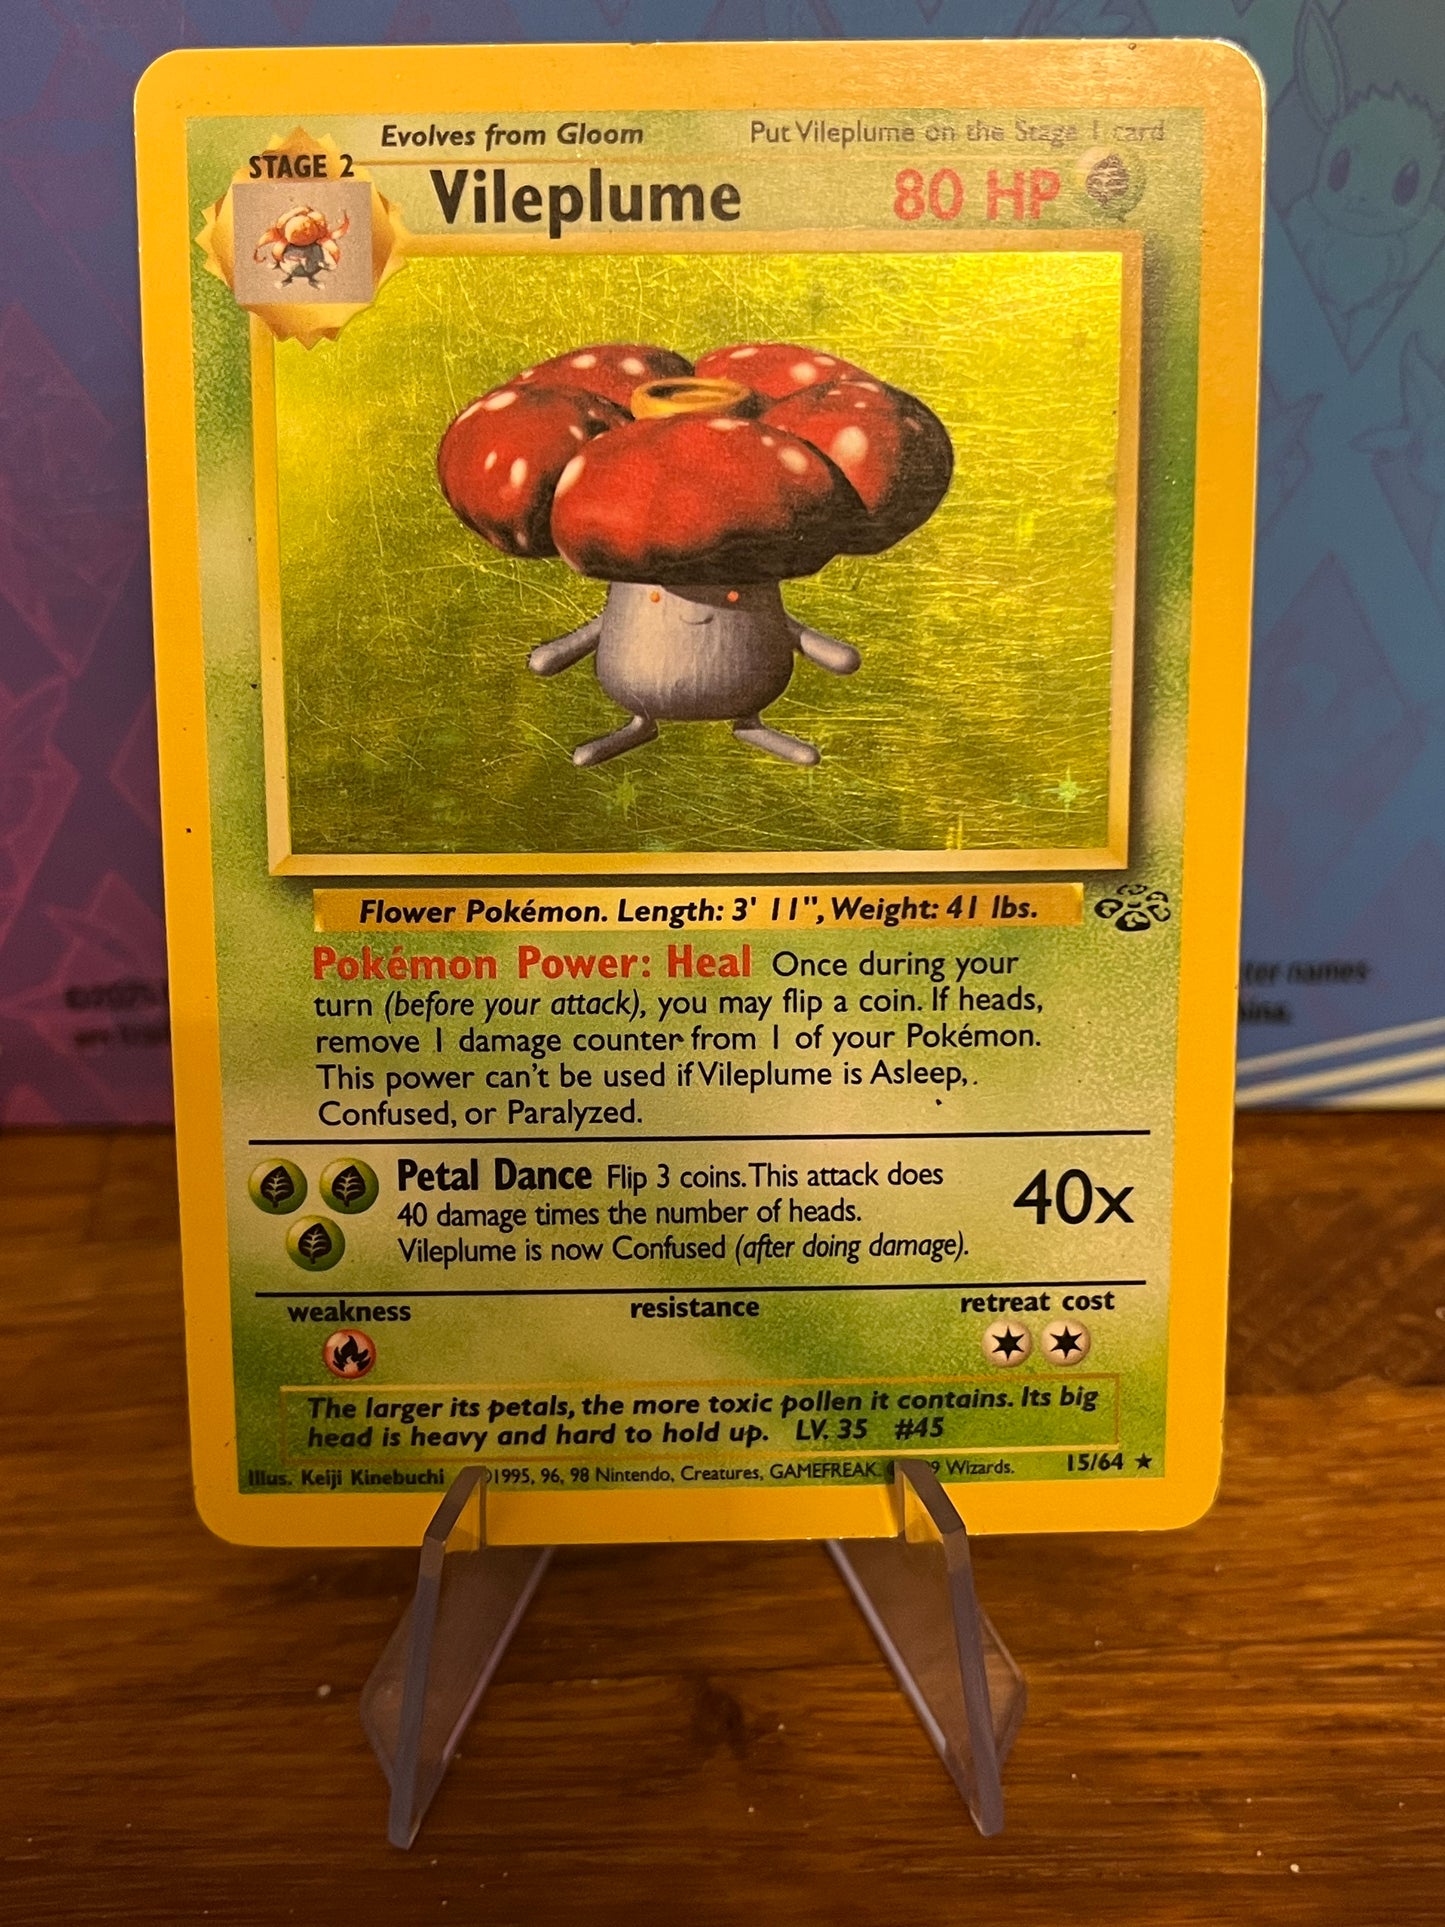 Evolves from Gloom Put Vileplume on the Stage 1 card
STAGE 2
Vileplume 80 HP
Flower Pokémon. Length: 3' 11", Weight: 41 lbs.
Pokémon Power: Heal Once during your
turn (before your attack), you may flip a coin. If heads,
remove 1 damage counter from 1 of your Pokémon.
This power can't be used if Vileplume is Asleep,
Confused, or Paralyzed.
Petal Dance Flip 3 coins. This attack does
40 damage times the number of heads.
Vileplume is now Confused (after doing damage).
40x
weakness resistance retreat cost
The larger its petals, the more toxic pollen it contains. Its big
head is heavy and hard to hold up. LV. 35 #45
Illus. Keiji Kinebuchi 1995, 96, 98 Nintendo, Creatures, GAMEFREAK. Wizards. 15/64 ★
names